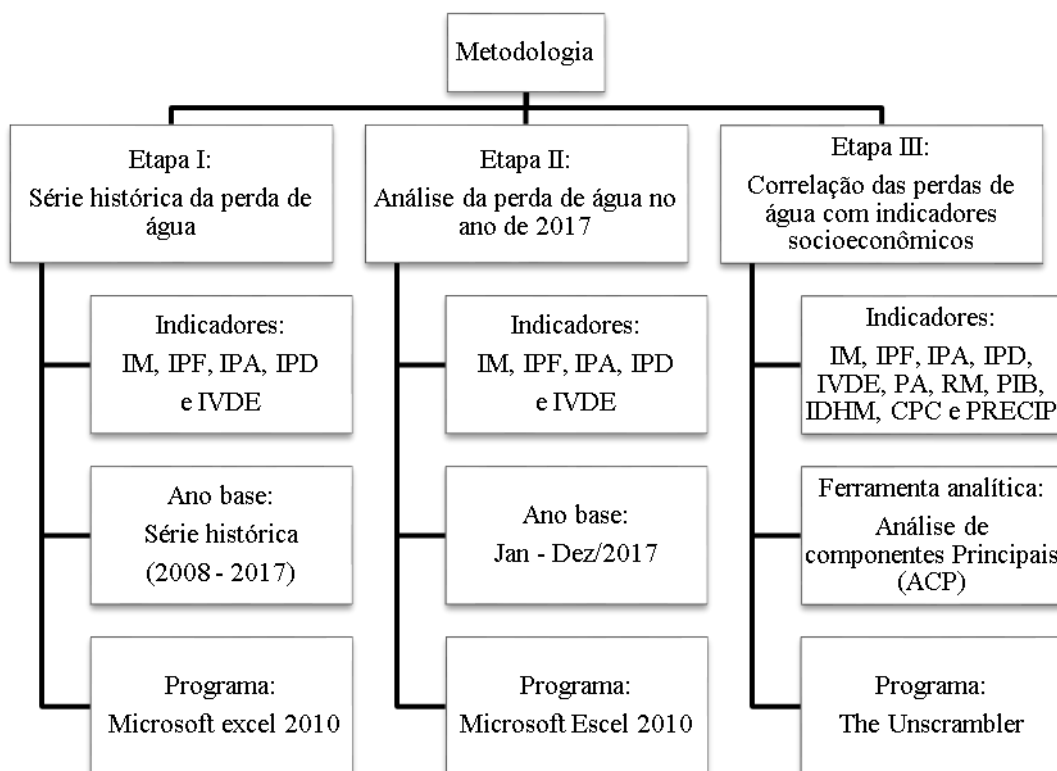 Metodologia
Etapa I:
Série histórica da perda de
água
Indicadores:
IM, IPF, IPA, IPD
e IVDE
Ano base:
Série histórica
(2008 - 2017)
Programa:
Microsoft excel 2010
Etapa II:
Análise da perda de água no
ano de 2017
Indicadores:
IM, IPF, IPA, IPD
e IVDE
Ano base:
Jan - Dez/2017
Programa:
Microsoft Escel 2010
Etapa III:
Correlação das perdas de
água com indicadores
socioeconômicos
Indicadores:
IM, IPF, IPA, IPD,
IVDE, PA, RM, PIB,
IDHM, CPC e PRECIP
Ferramenta analítica:
Análise de
componentes Principais
(ACP)
Programa:
The Unscrambler